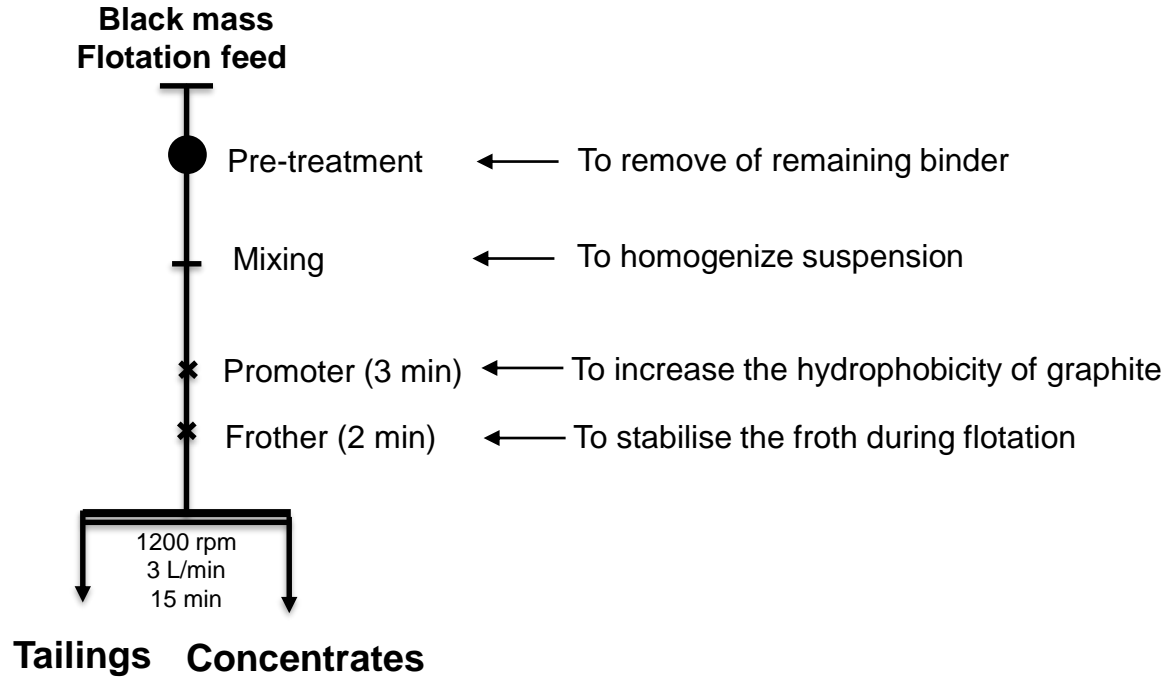 Black mass
Flotation feed
Pre-treatment
To remove of remaining binder
Mixing
To homogenize suspension
Promoter (3 min)
To increase the hydrophobicity of graphite
Frother (2 min)
To stabilise the froth during flotation
1200 rpm
3 L/min
15 min
Tailings
Concentrates